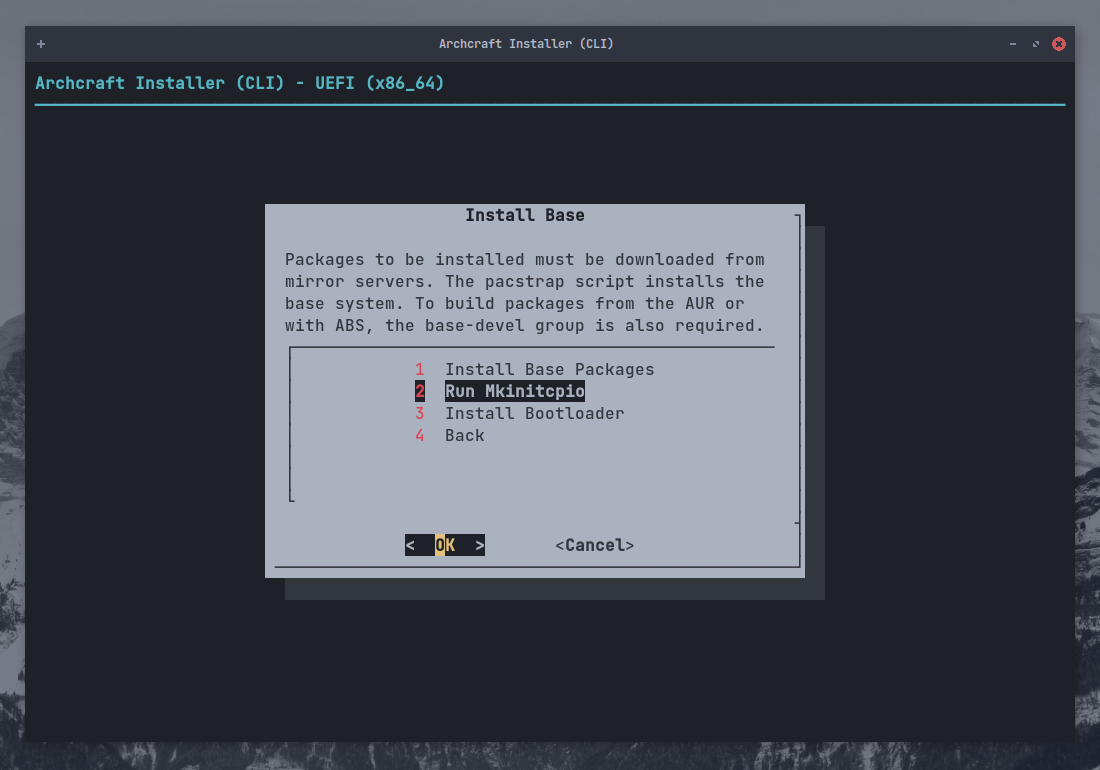 Archcraft Installer (CLI)
Archcraft Installer (CLI) - UEFI (x86_64)
Install Base
Packages to be installed must be downloaded from
mirror servers. The pacstrap script installs the
base system. To build packages from the AUR or
with ABS, the base-devel group is also required.
1 Install Base Packages
2 Run Mkinitcpio
3 Install Bootloader
4 Back
< OK > <Cancel>